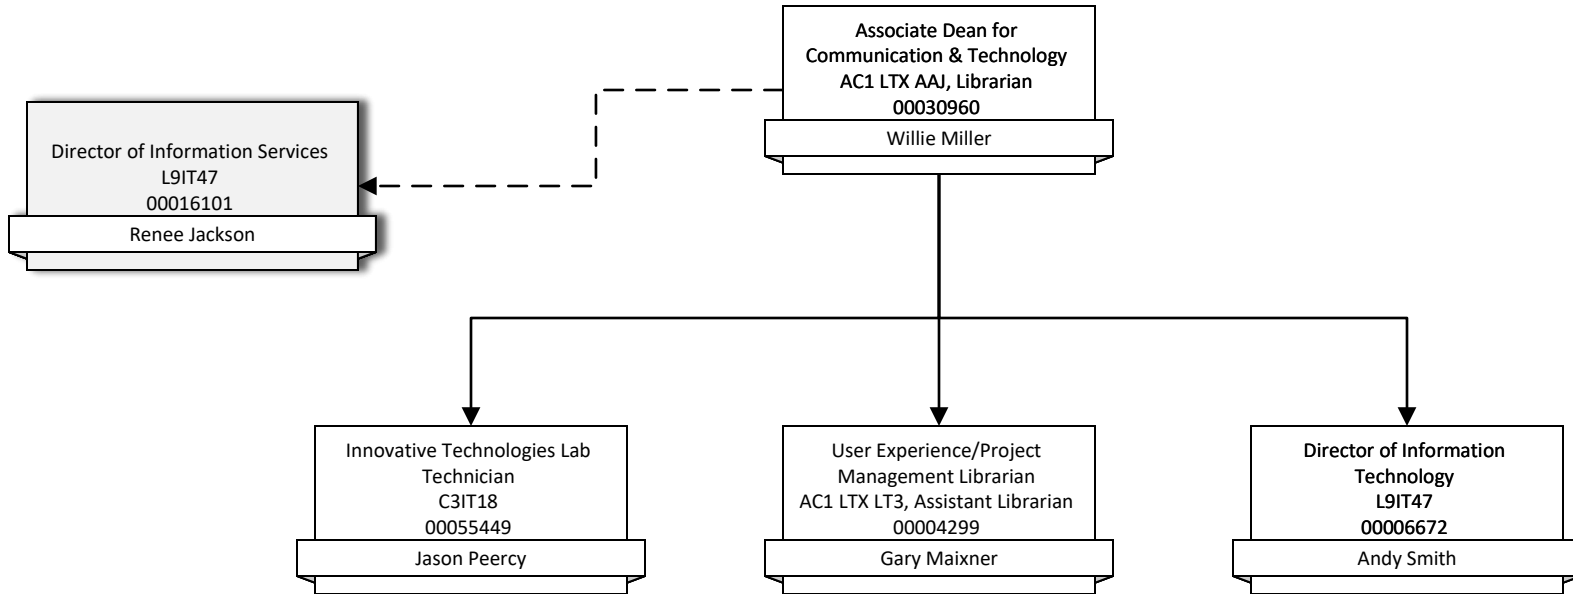 Associate Dean for
Communication & Technology
AC1 LTX AAJ, Librarian
00030960
Willie Miller
Director of Information Services
L9IT47
00016101
Renee Jackson
Innovative Technologies Lab
Technician
C3IT18
00055449
Jason Peercy
User Experience/Project
Management Librarian
AC1 LTX LT3, Assistant Librarian
00004299
Gary Maixner
Director of Information
Technology
L9IT47
00006672
Andy Smith